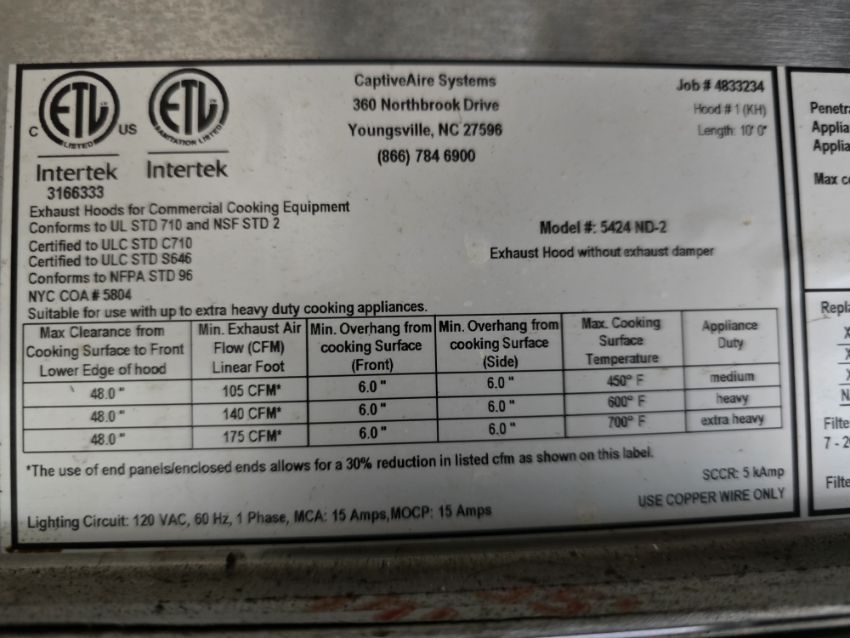 ETL
LISTED
C US
Intertek
3166333
ETL
SANITATION LISTED
Intertek
CaptiveAire Systems
360 Northbrook Drive
Youngsville, NC 27596
(866) 784 6900
Job # 4833234
Hood # 1 (KH)
Length: 10' 0"
Exhaust Hoods for Commercial Cooking Equipment
Conforms to UL STD 710 and NSF STD 2
Certified to ULC STD C710
Certified to ULC STD S646
Conforms to NFPA STD 96
NYC COA # 5804
Model #: 5424 ND-2
Exhaust Hood without exhaust damper
Suitable for use with up to extra heavy duty cooking appliances.
Max Clearance from
Cooking Surface to Front
Lower Edge of hood
Min. Exhaust Air
Flow (CFM)
Linear Foot
Min. Overhang from
cooking Surface
(Front)
Min. Overhang from
cooking Surface
(Side)
Max. Cooking
Surface
Temperature
Appliance
Duty
48.0 " 105 CFM* 6.0 " 6.0 " 450° F medium
48.0 " 140 CFM* 6.0 " 6.0 " 600° F heavy
48.0 " 175 CFM* 6.0 " 6.0 " 700° F extra heavy
*The use of end panels/enclosed ends allows for a 30% reduction in listed cfm as shown on this label.
SCCR: 5 kAmp
USE COPPER WIRE ONLY
Lighting Circuit: 120 VAC, 60 Hz, 1 Phase, MCA: 15 Amps,MOCP: 15 Amps
Penetr
Applia
Applia
Max c
Repla
X
X
X
N
Filte
7 - 2
Filte